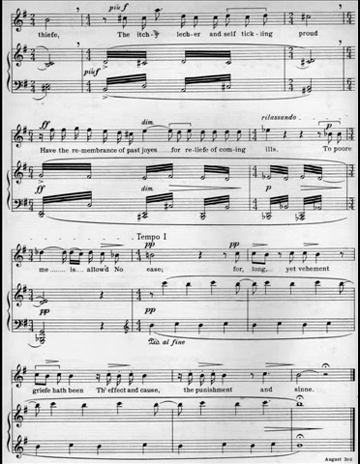 più f
thiefe, The itch-y lech-er and self tick-ling proud
più f
ff dim. rilassando p
Have the re-membrance of past joyes for re-liefe of com-ing ills. To poore
ff dim. p
Tempo I
pp pp pp
me is allow'd No ease; for, long, yet vehement
pp pp
Ped. al fine
griefe hath been Th' effect and cause, the punishment and sinne.
August 3rd